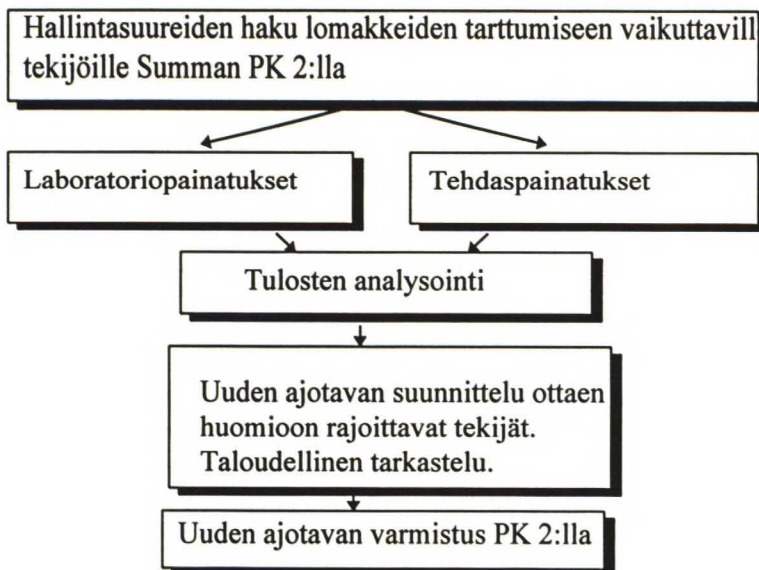 Hallintasuureiden haku lomakkeiden tarttumiseen vaikuttavill
tekijöille Summan PK 2:lla
Laboratoriopainatukset
Tehdaspainatukset
Tulosten analysointi
Uuden ajotavan suunnittelu ottaen
huomioon rajoittavat tekijät.
Taloudellinen tarkastelu.
Uuden ajotavan varmistus PK 2:lla